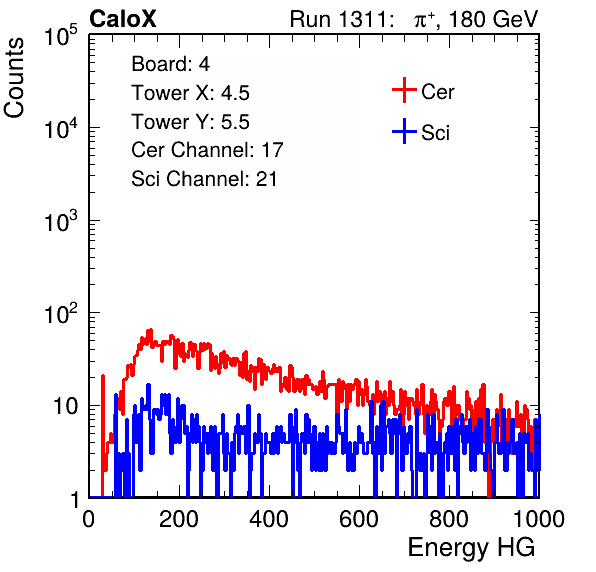 CaloX Run 1311: π⁺, 180 GeV
Counts
10⁵
10⁴
10³
10²
10
1
Board: 4
Tower X: 4.5
Tower Y: 5.5
Cer Channel: 17
Sci Channel: 21
Cer
Sci
0 200 400 600 800 1000
Energy HG